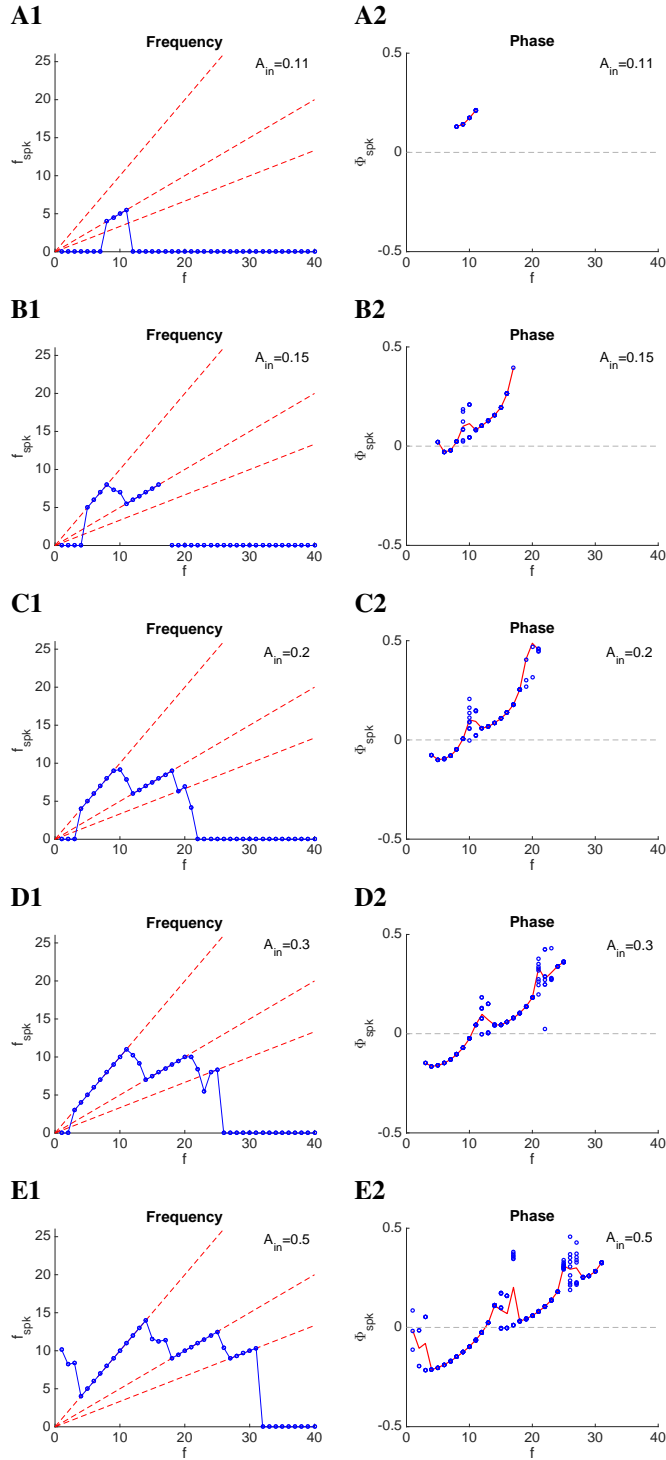 A1 A2
Frequency Phase
A_in=0.11 A_in=0.11
25
20
15
10
5
0
f_spk
0 10 20 30 40
f
0.5
0
-0.5
Φ_spk
0 10 20 30 40
f
B1 B2
Frequency Phase
A_in=0.15 A_in=0.15
25
20
15
10
5
0
f_spk
0 10 20 30 40
f
0.5
0
-0.5
Φ_spk
0 10 20 30 40
f
C1 C2
Frequency Phase
A_in=0.2 A_in=0.2
25
20
15
10
5
0
f_spk
0 10 20 30 40
f
0.5
0
-0.5
Φ_spk
0 10 20 30 40
f
D1 D2
Frequency Phase
A_in=0.3 A_in=0.3
25
20
15
10
5
0
f_spk
0 10 20 30 40
f
0.5
0
-0.5
Φ_spk
0 10 20 30 40
f
E1 E2
Frequency Phase
A_in=0.5 A_in=0.5
25
20
15
10
5
0
f_spk
0 10 20 30 40
f
0.5
0
-0.5
Φ_spk
0 10 20 30 40
f